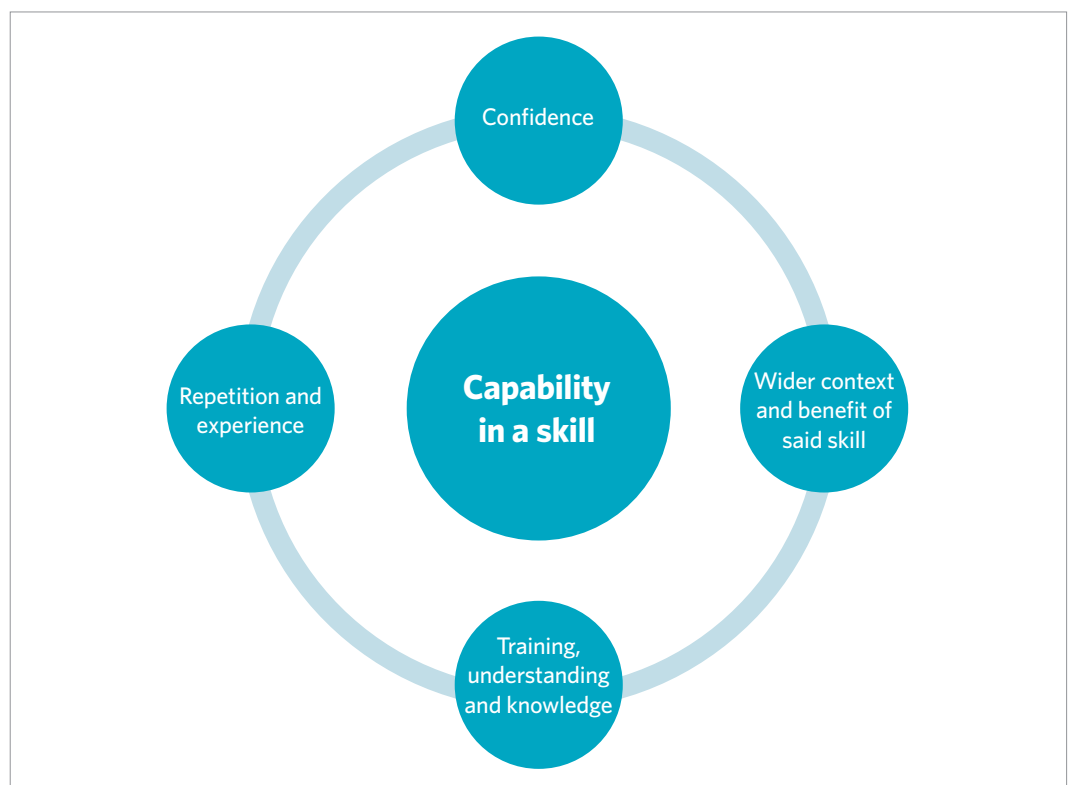 Confidence
Repetition and
experience
Capability
in a skill
Wider context
and benefit of
said skill
Training,
understanding
and knowledge